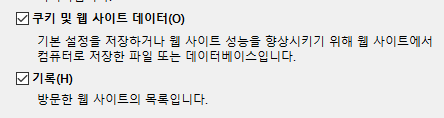 쿠키 및 웹 사이트 데이터(O)
기본 설정을 저장하거나 웹 사이트 성능을 향상시키기 위해 웹 사이트에서
컴퓨터로 저장한 파일 또는 데이터베이스입니다.
기록(H)
방문한 웹 사이트의 목록입니다.